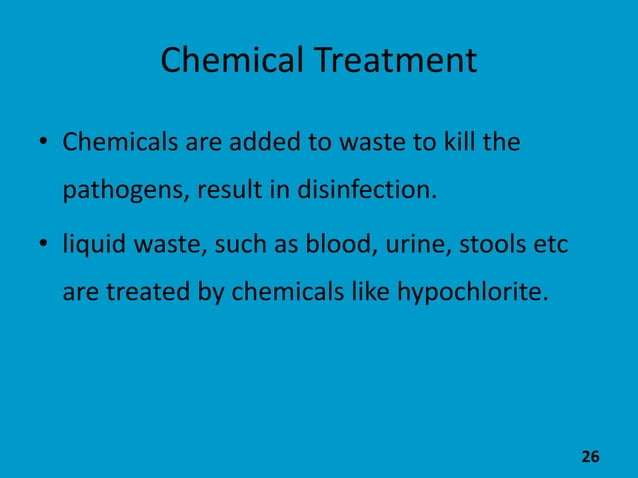 Chemical Treatment
• Chemicals are added to waste to kill the
pathogens, result in disinfection.
• liquid waste, such as blood, urine, stools etc
are treated by chemicals like hypochlorite.
26